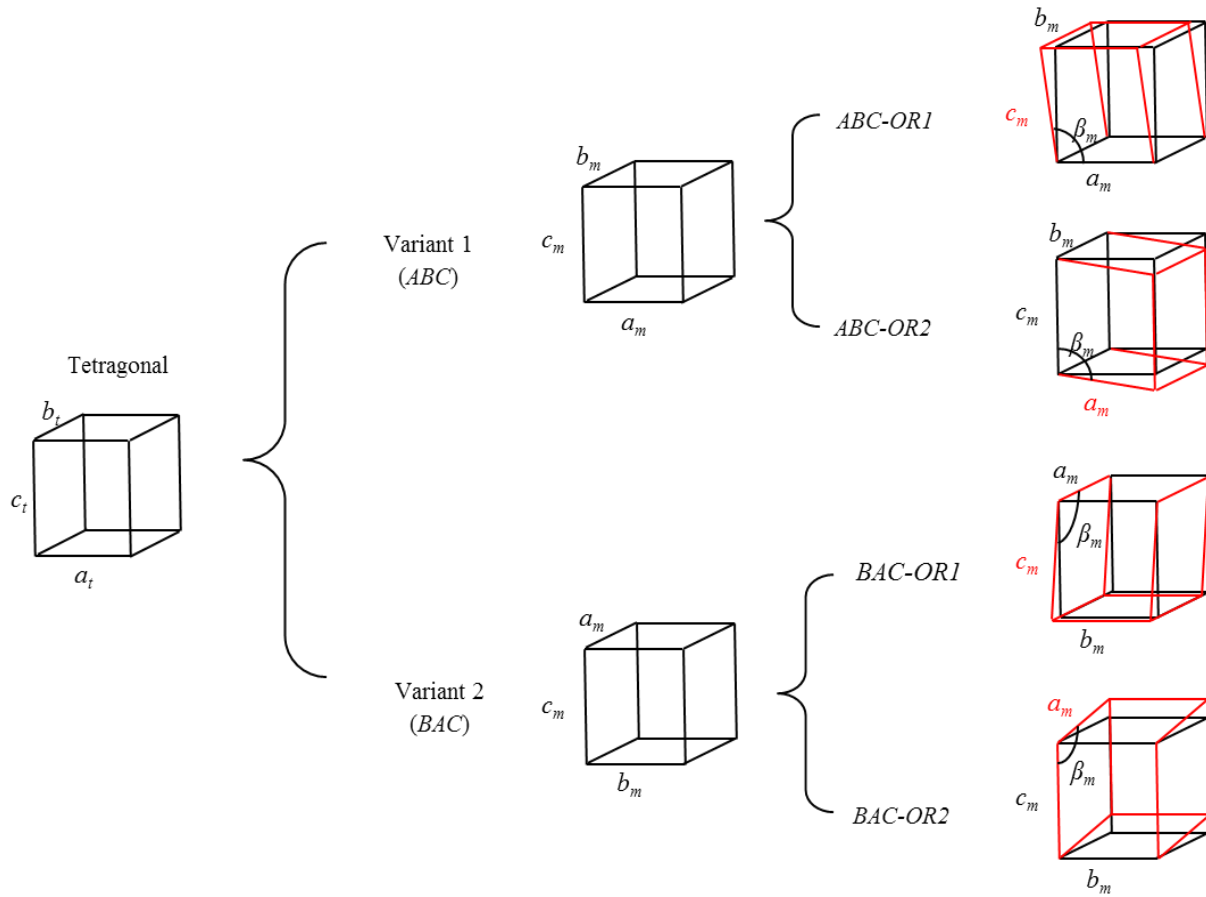 Tetragonal
b_t
c_t
a_t
Variant 1
(ABC)
b_m
c_m
a_m
Variant 2
(BAC)
a_m
c_m
b_m
ABC-OR1
b_m
c_m
β_m
a_m
ABC-OR2
b_m
c_m
β_m
a_m
BAC-OR1
a_m
β_m
c_m
b_m
BAC-OR2
a_m
β_m
c_m
b_m